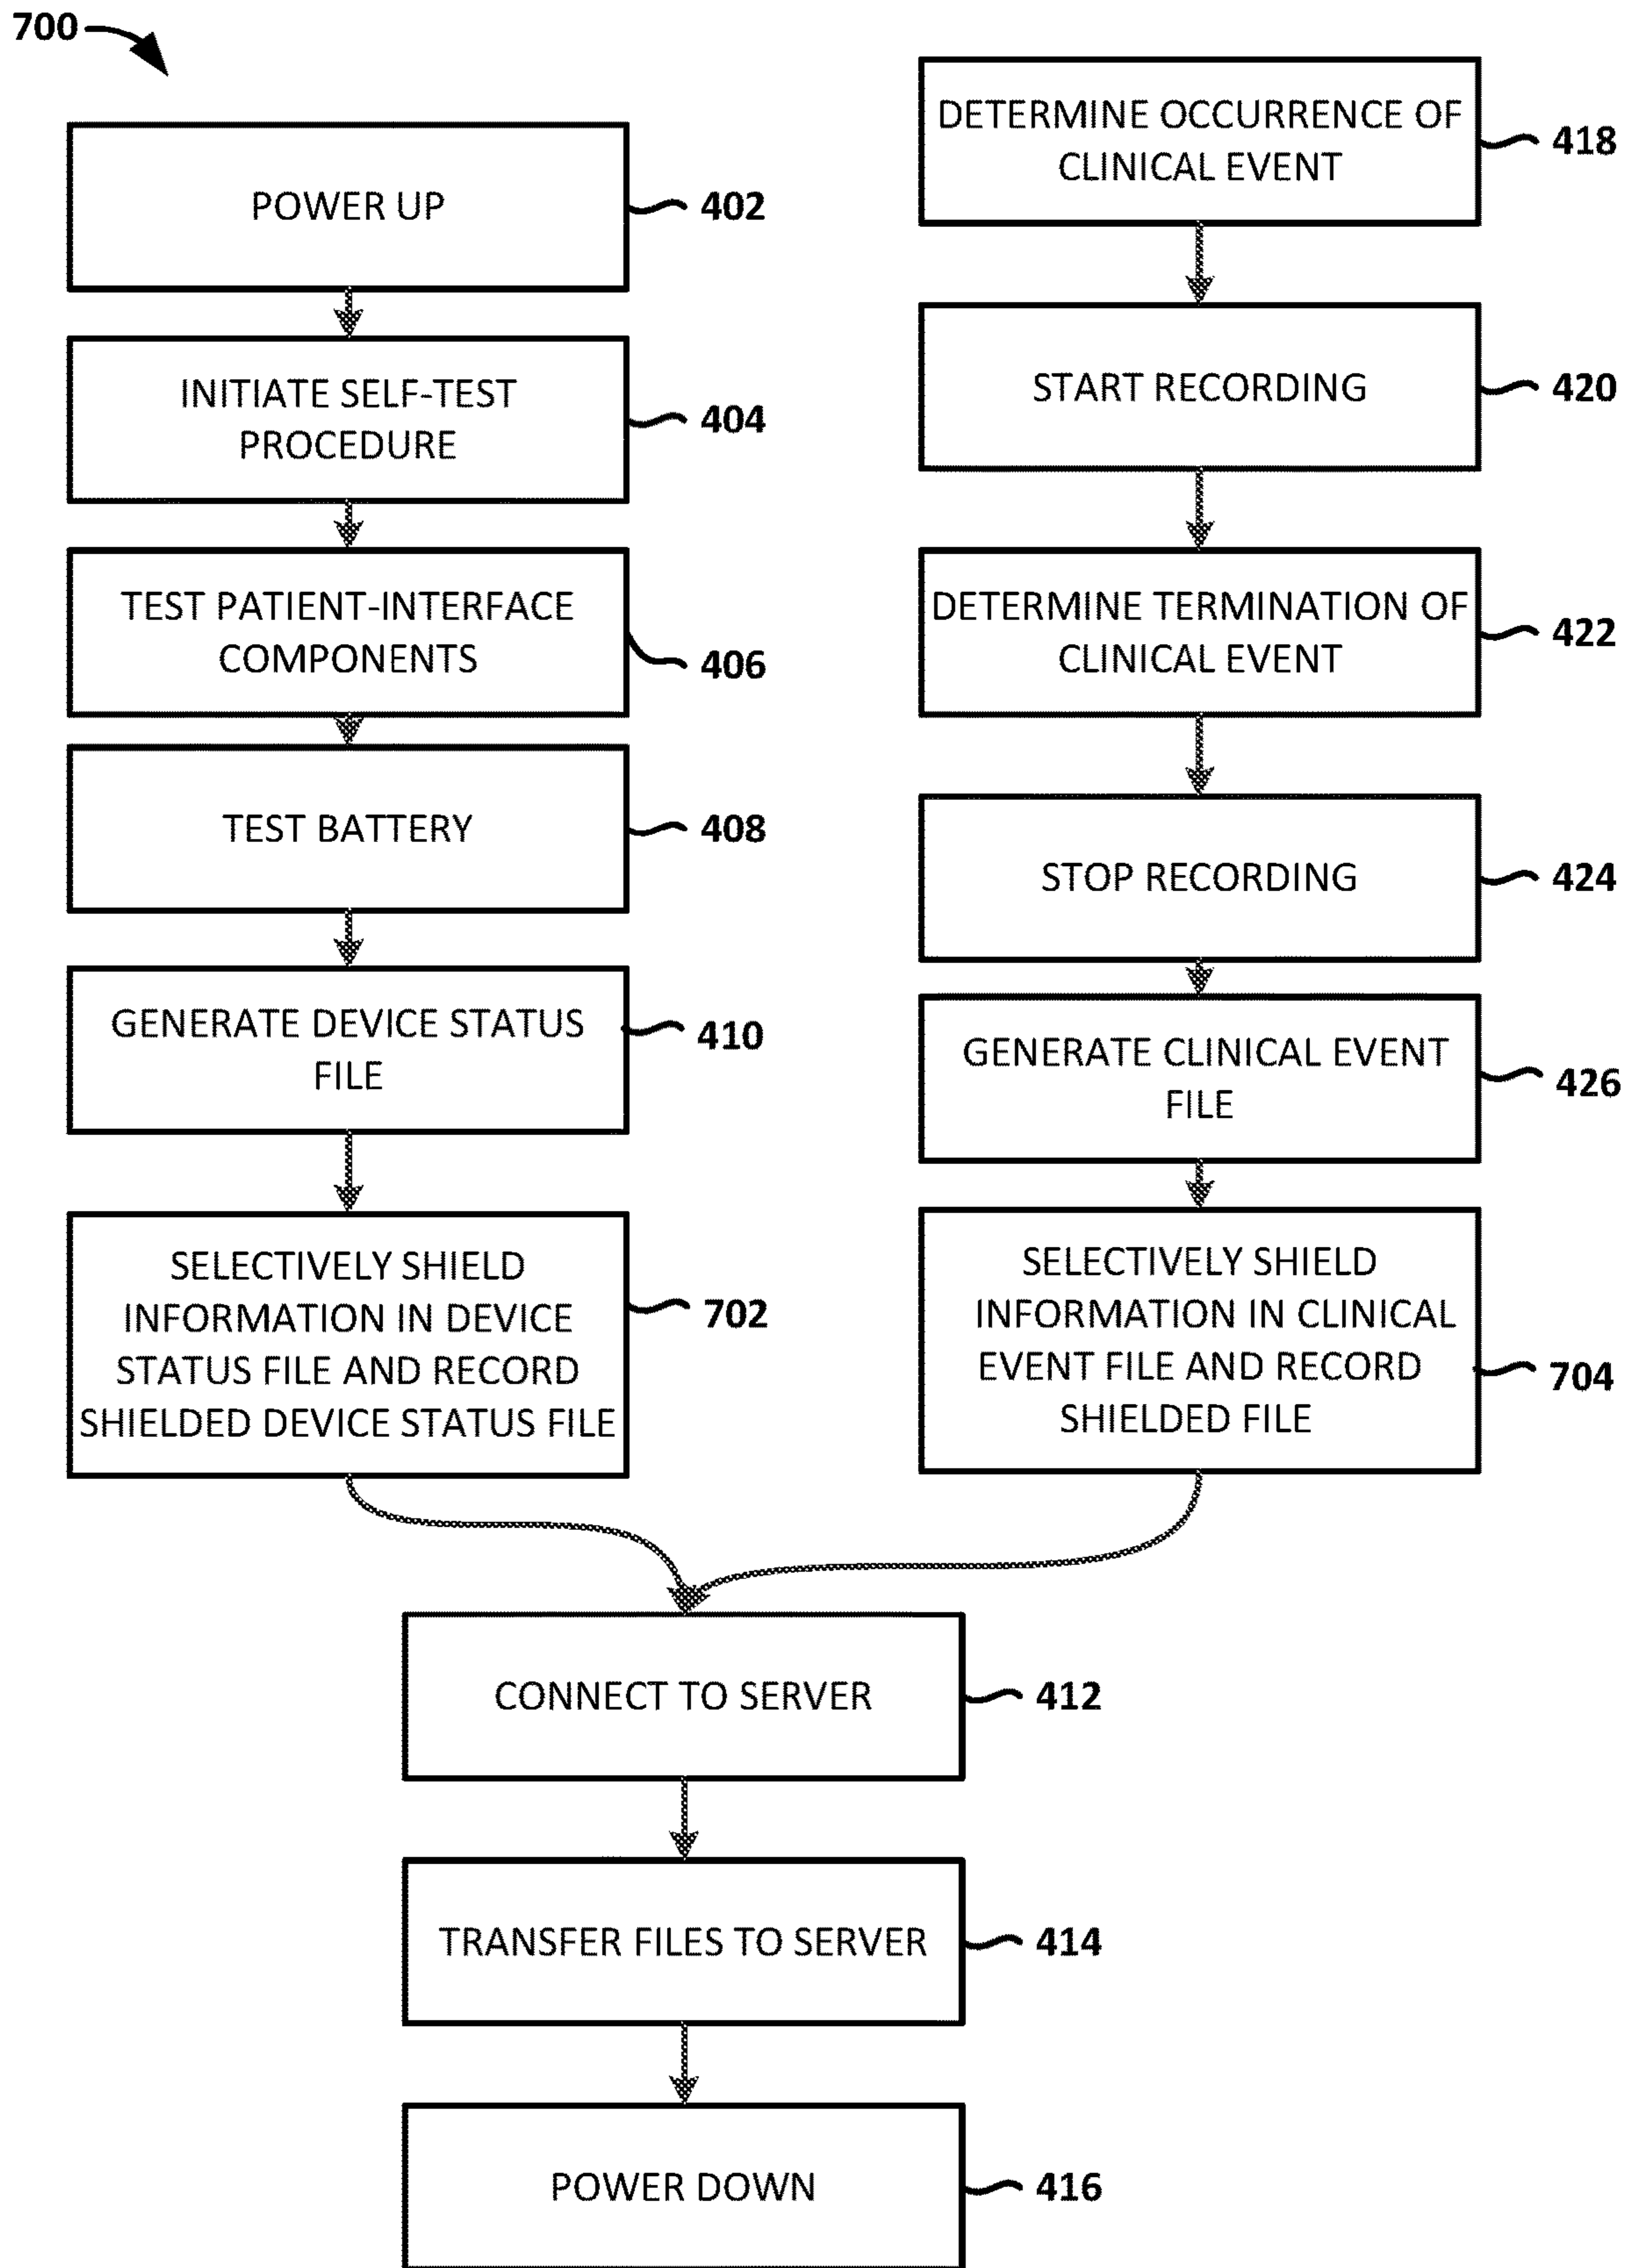 700
POWER UP
402
INITIATE SELF-TEST
PROCEDURE
404
TEST PATIENT-INTERFACE
COMPONENTS
406
TEST BATTERY
408
GENERATE DEVICE STATUS
FILE
410
SELECTIVELY SHIELD
INFORMATION IN DEVICE
STATUS FILE AND RECORD
SHIELDED DEVICE STATUS FILE
702
DETERMINE OCCURRENCE OF
CLINICAL EVENT
418
START RECORDING
420
DETERMINE TERMINATION OF
CLINICAL EVENT
422
STOP RECORDING
424
GENERATE CLINICAL EVENT
FILE
426
SELECTIVELY SHIELD
INFORMATION IN CLINICAL
EVENT FILE AND RECORD
SHIELDED FILE
704
CONNECT TO SERVER
412
TRANSFER FILES TO SERVER
414
POWER DOWN
416